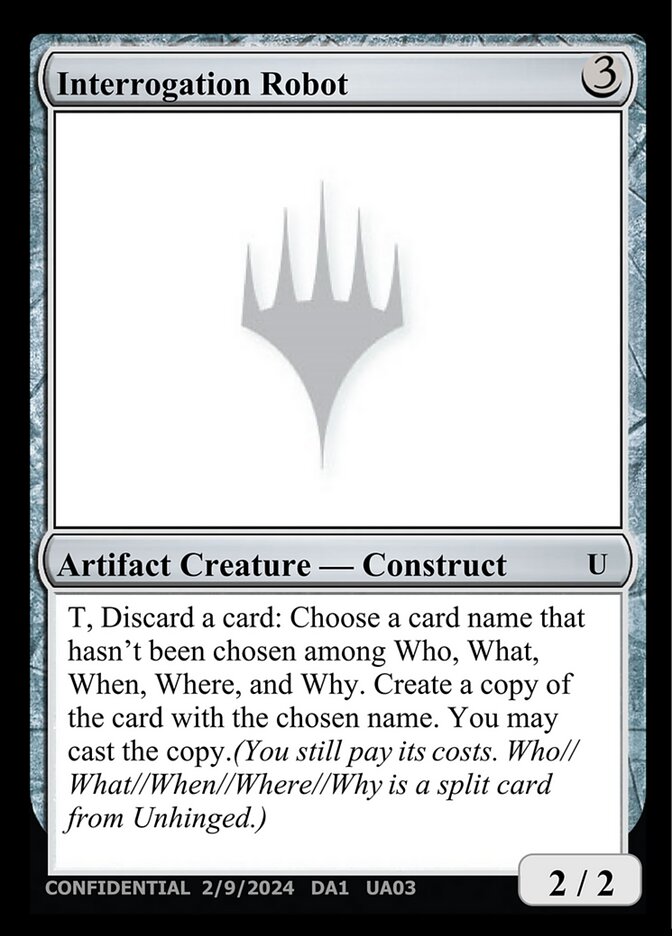 Interrogation Robot
3
Artifact Creature — Construct U
T, Discard a card: Choose a card name that
hasn't been chosen among Who, What,
When, Where, and Why. Create a copy of
the card with the chosen name. You may
cast the copy.(You still pay its costs. Who//
What//When//Where//Why is a split card
from Unhinged.)
CONFIDENTIAL 2/9/2024 DA1 UA03
2 / 2